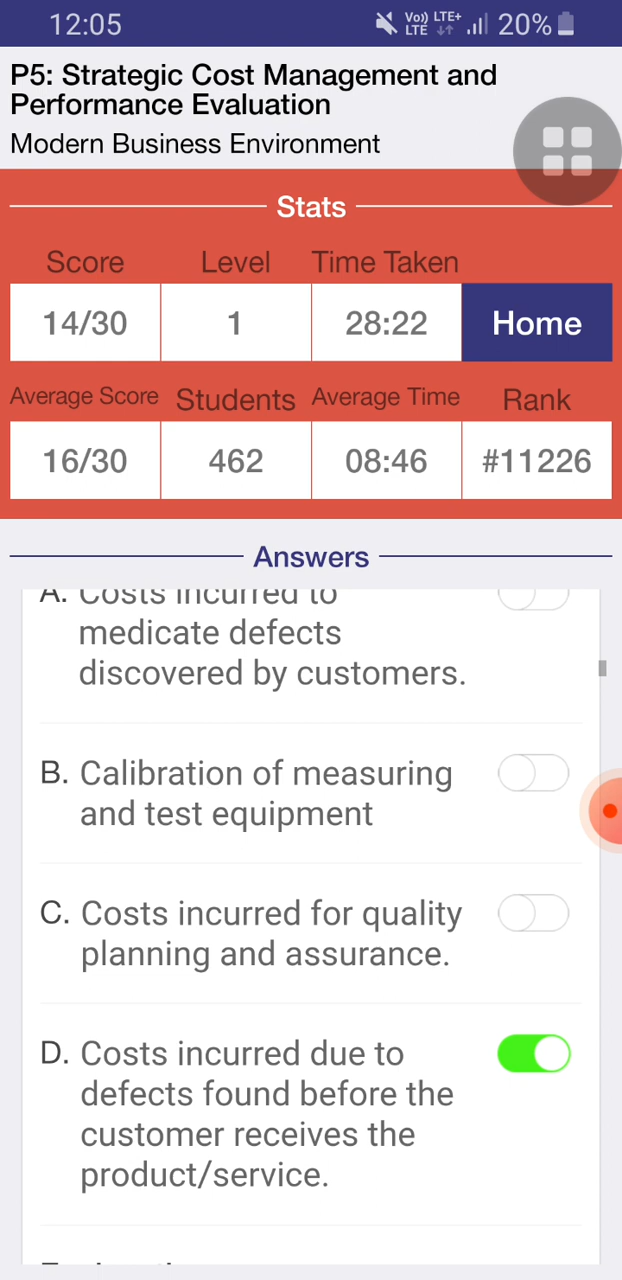 12:05
Vo)) LTE+
LTE
20%
P5: Strategic Cost Management and
Performance Evaluation
Modern Business Environment
Stats
Score Level Time Taken
14/30 1 28:22 Home
Average Score Students Average Time Rank
16/30 462 08:46 #11226
Answers
A. Costs incurred to
medicate defects
discovered by customers.
B. Calibration of measuring
and test equipment
C. Costs incurred for quality
planning and assurance.
D. Costs incurred due to
defects found before the
customer receives the
product/service.